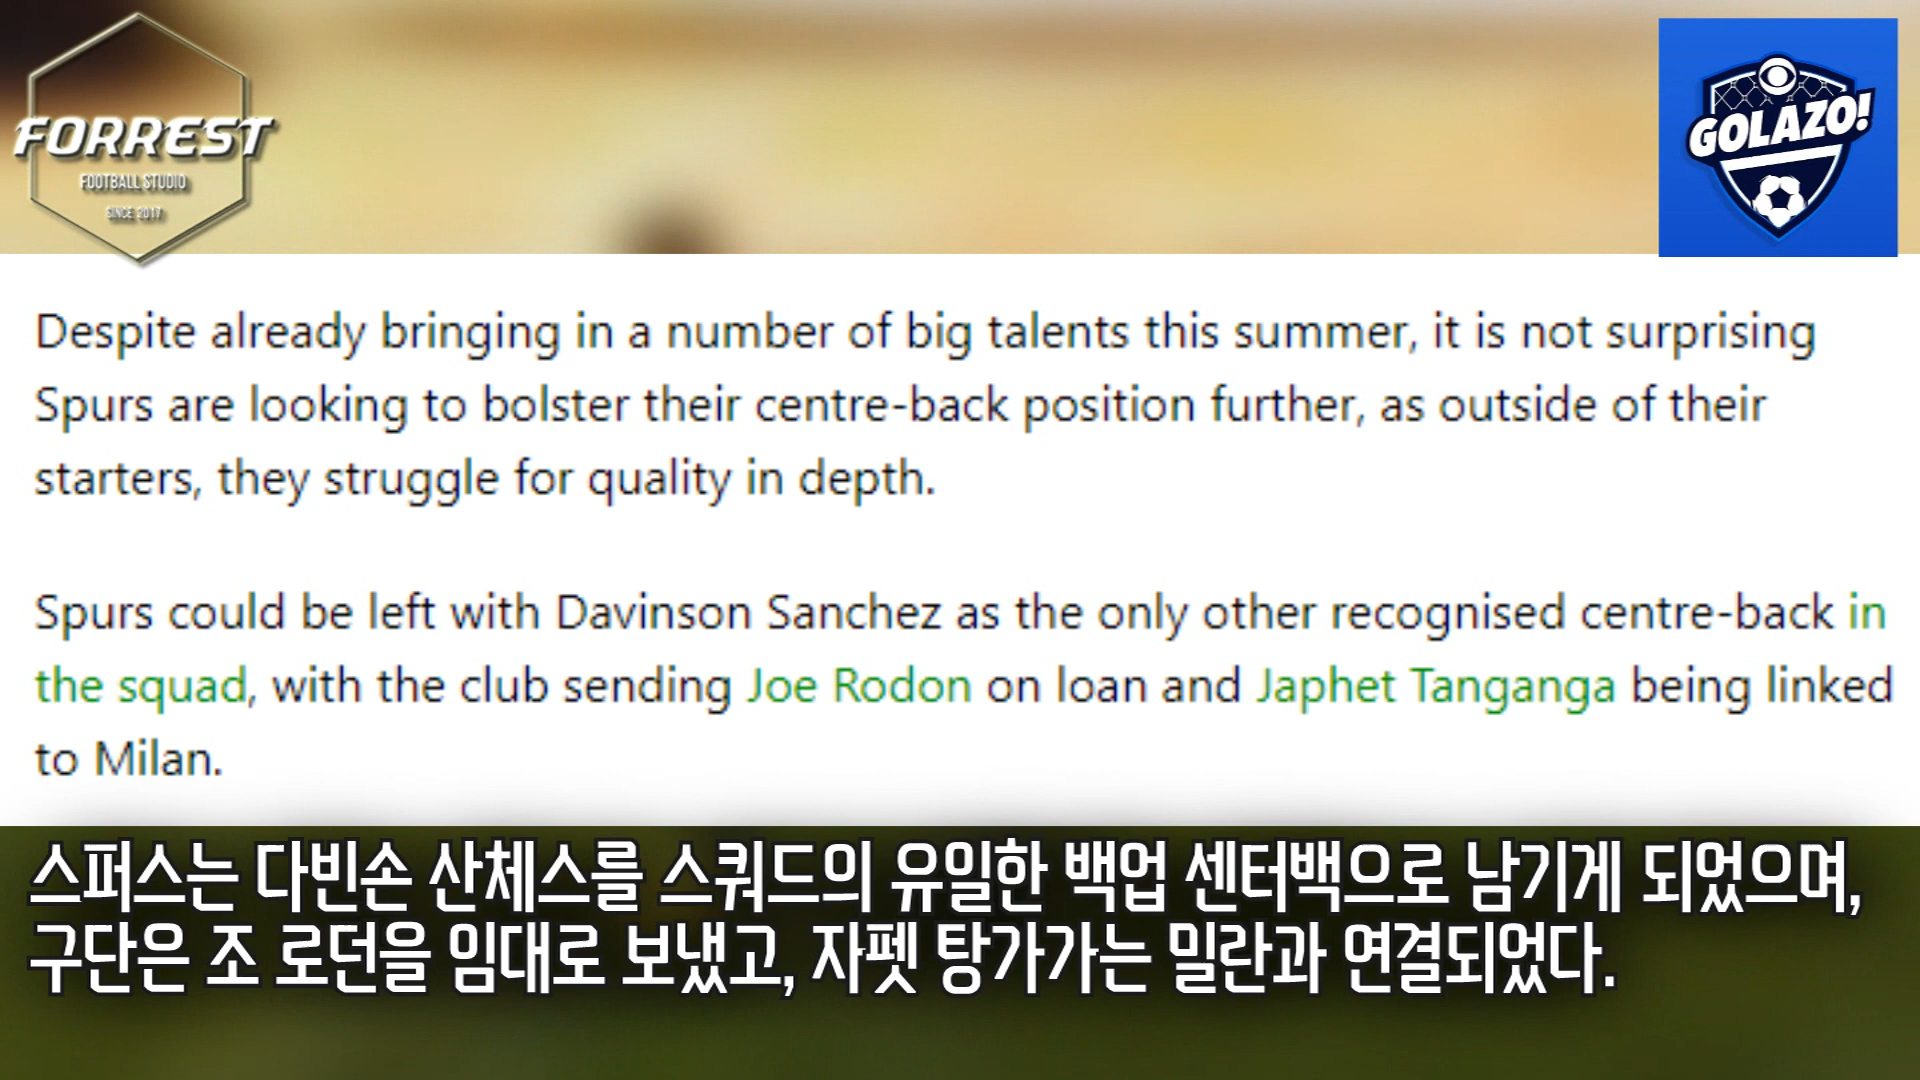 FORREST
FOOTBALL STUDIO
SINCE 2017
GOLAZO!
Despite already bringing in a number of big talents this summer, it is not surprising
Spurs are looking to bolster their centre-back position further, as outside of their
starters, they struggle for quality in depth.
Spurs could be left with Davinson Sanchez as the only other recognised centre-back in
the squad, with the club sending Joe Rodon on loan and Japhet Tanganga being linked
to Milan.
스퍼스는 다빈손 산체스를 스쿼드의 유일한 백업 센터백으로 남기게 되었으며,
구단은 조 로던을 임대로 보냈고, 자펫 탕가가는 밀란과 연결되었다.